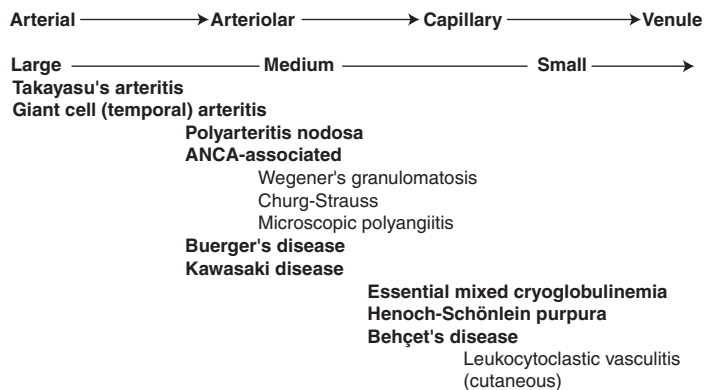 Arterial Arteriolar Capillary Venule
Large Medium Small
Takayasu's arteritis
Giant cell (temporal) arteritis
Polyarteritis nodosa
ANCA-associated
Wegener's granulomatosis
Churg-Strauss
Microscopic polyangiitis
Buerger's disease
Kawasaki disease
Essential mixed cryoglobulinemia
Henoch-Schönlein purpura
Behçet's disease
Leukocytoclastic vasculitis
(cutaneous)